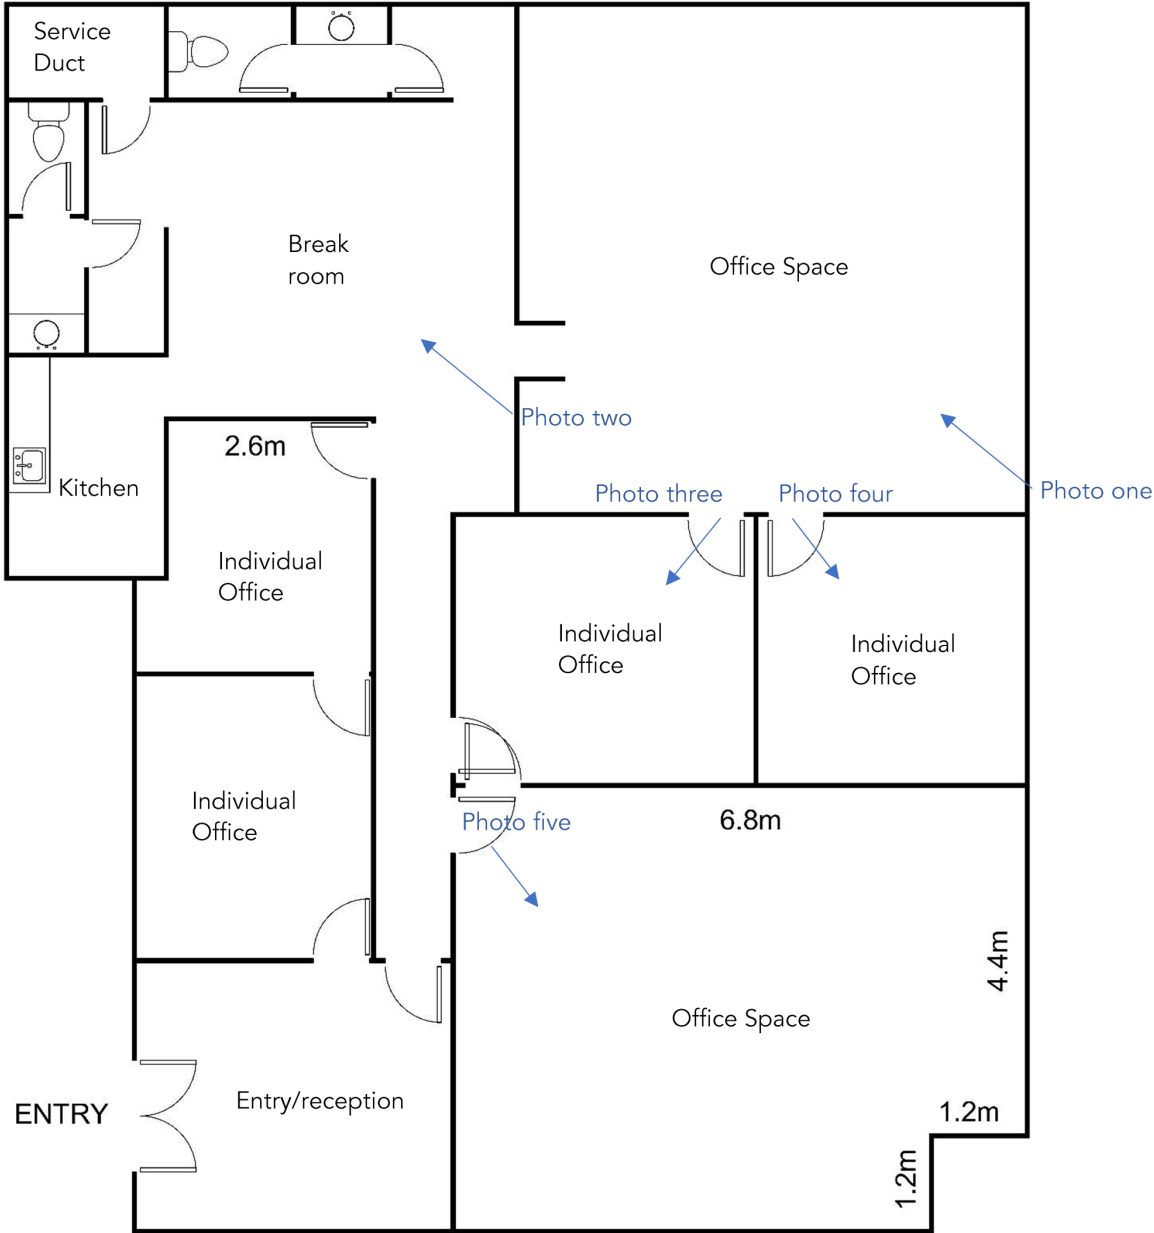 Service
Duct
Break
room
Office Space
Photo two
2.6m
Kitchen
Photo three
Photo four
Photo one
Individual
Office
Individual
Office
Individual
Office
Individual
Office
Photo five
6.8m
4.4m
Office Space
Entry/reception
ENTRY
1.2m
1.2m